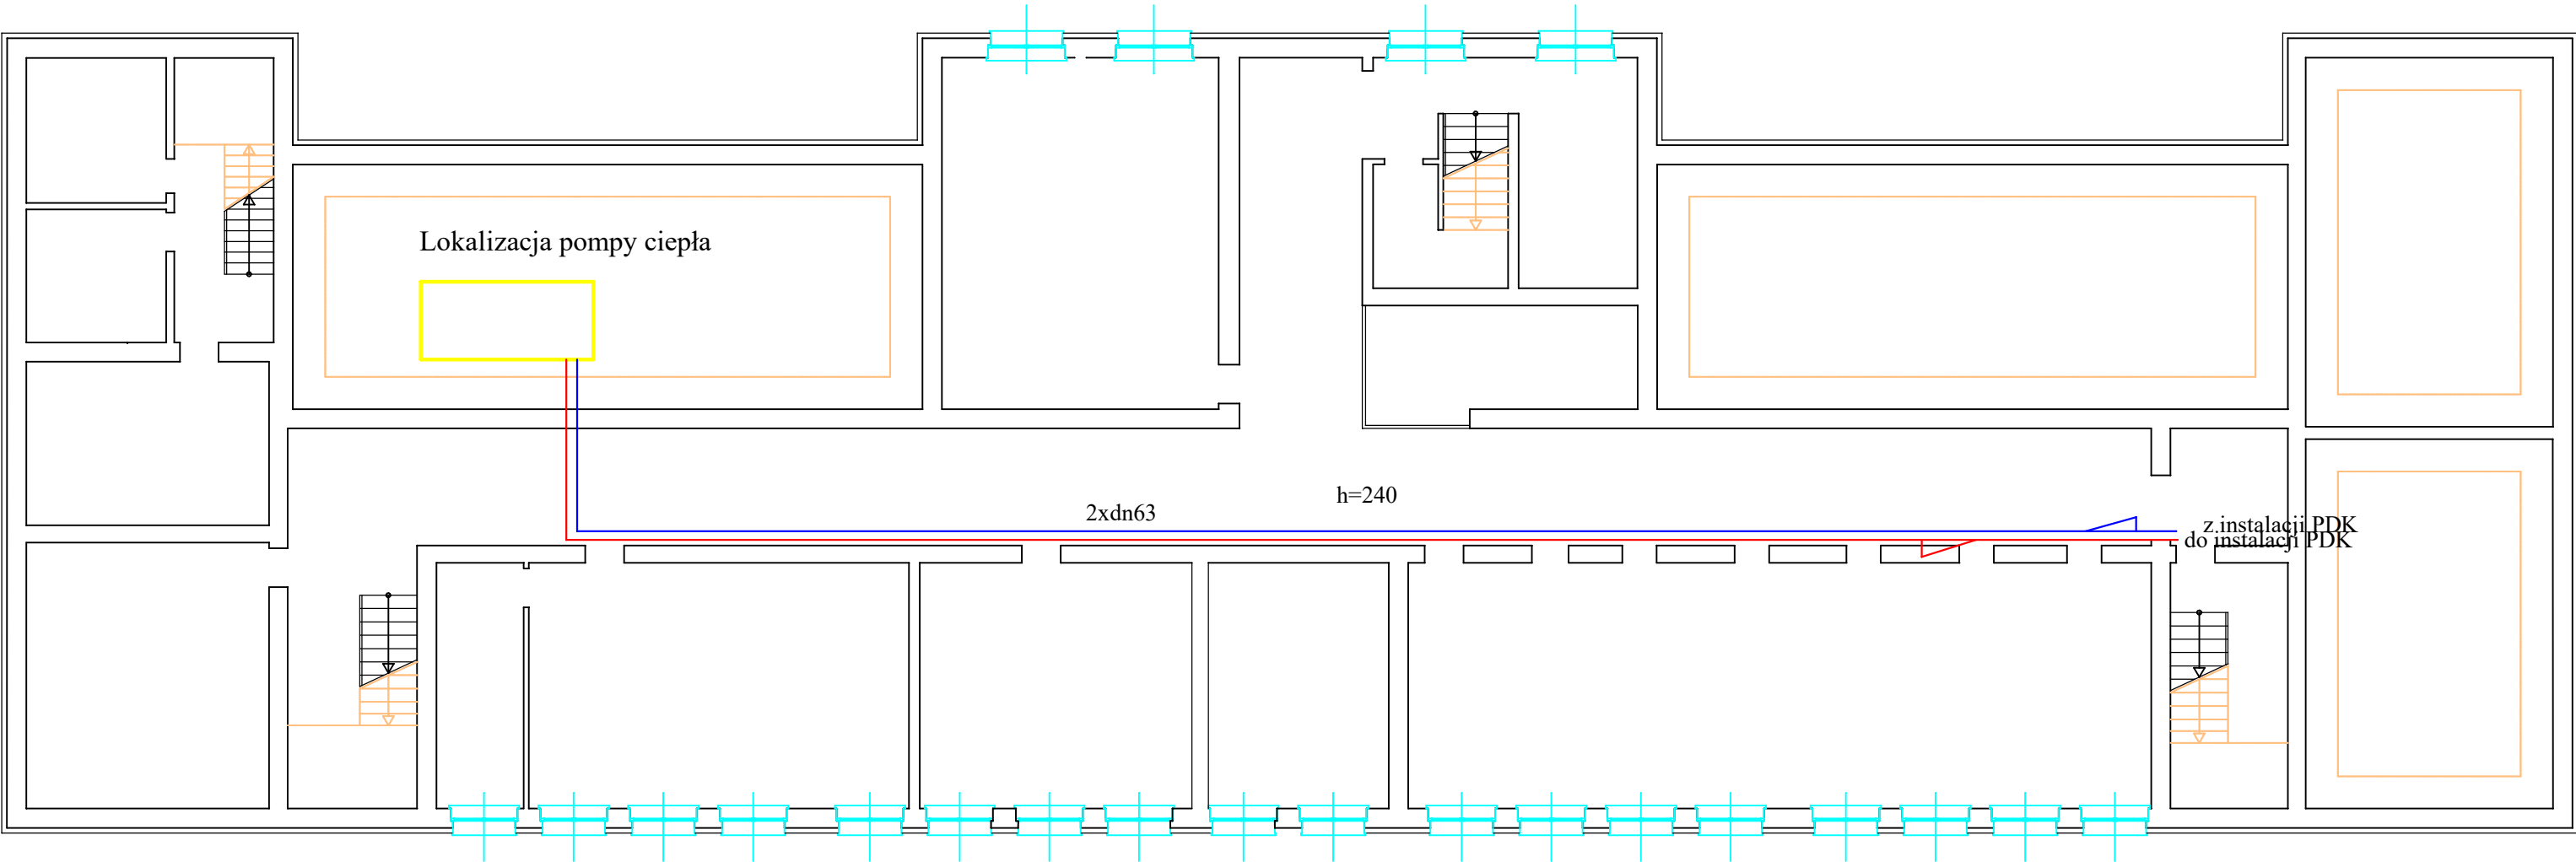 Lokalizacja pompy ciepła
h=240
2xdn63
z instalacji PDK
do instalacji PDK